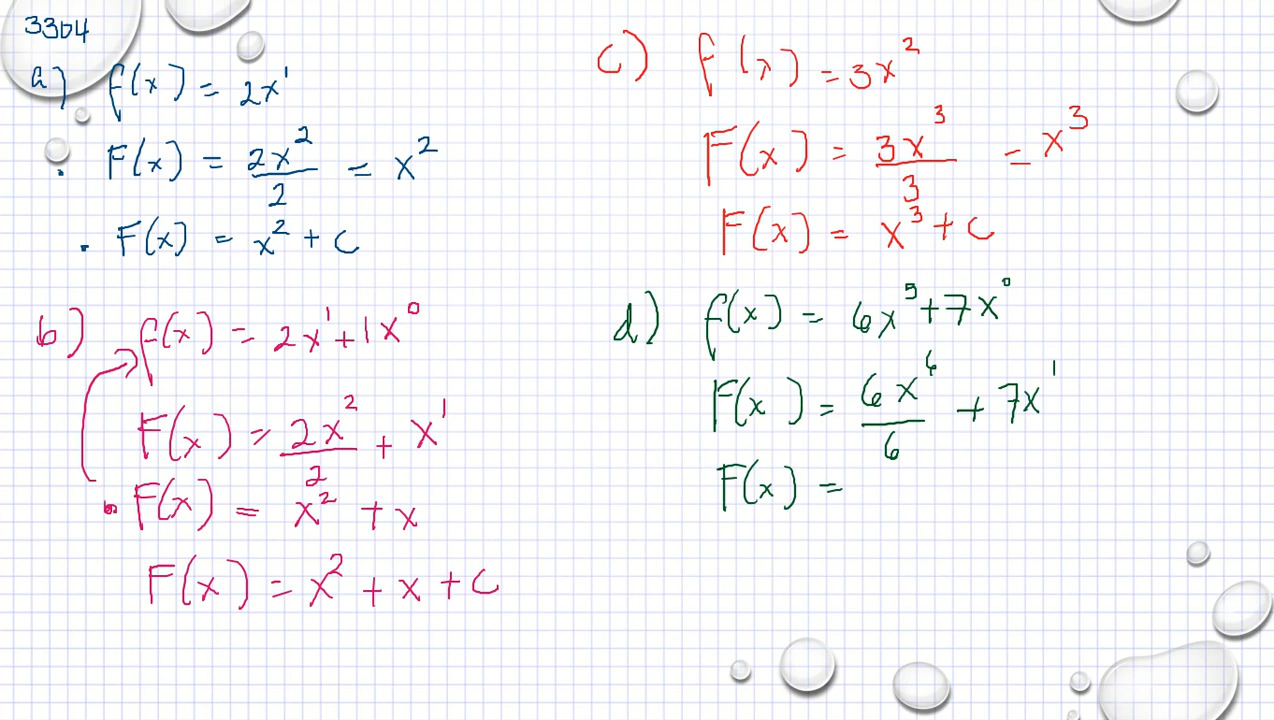 3304
a) f(x) = 2x¹
F(x) = 2x²/2 = x²
F(x) = x² + c
b) f(x) = 2x¹ + 1x⁰
F(x) = 2x²/2 + x¹
F(x) = x² + x
F(x) = x² + x + c
c) f(x) = 3x²
F(x) = 3x³/3 = x³
F(x) = x³ + c
d) f(x) = 6x⁵ + 7x⁰
F(x) = 6x⁶/6 + 7x¹
F(x) =